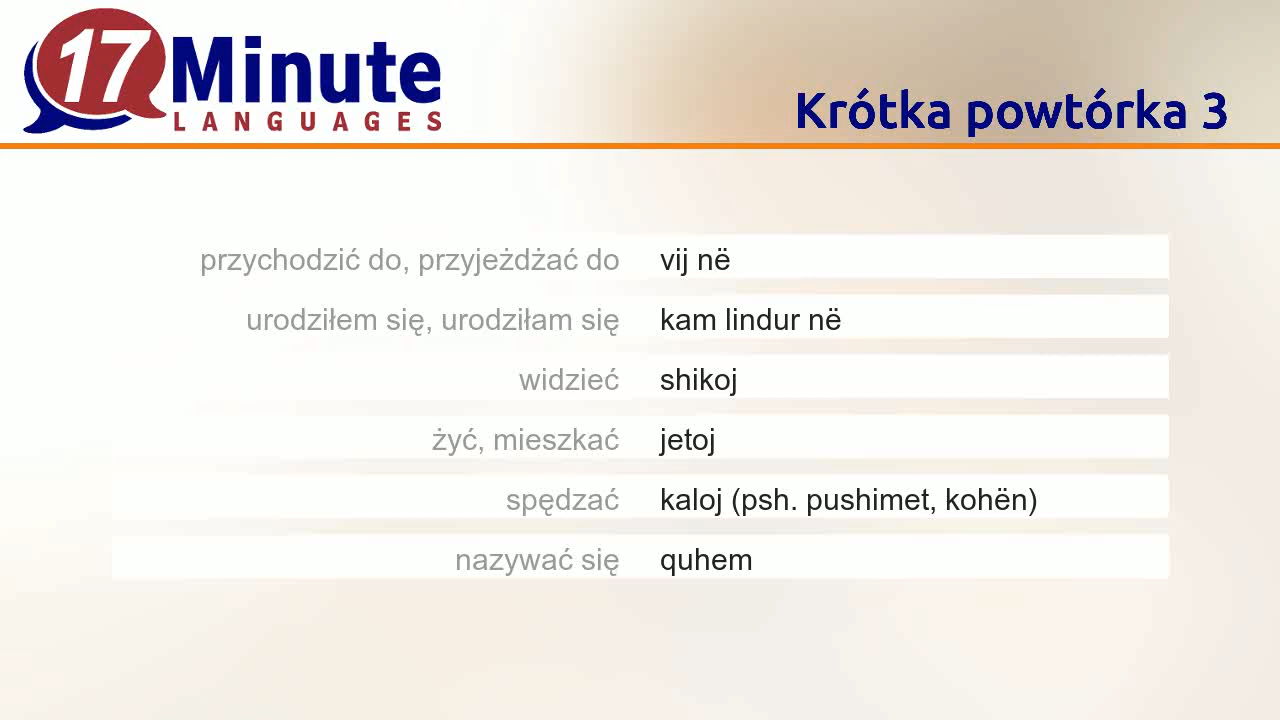 17 Minute
LANGUAGES
Krótka powtórka 3
przychodzić do, przyjeżdżać do vij në
urodziłem się, urodziłam się kam lindur në
widzieć shikoj
żyć, mieszkać jetoj
spędzać kaloj (psh. pushimet, kohën)
nazywać się quhem